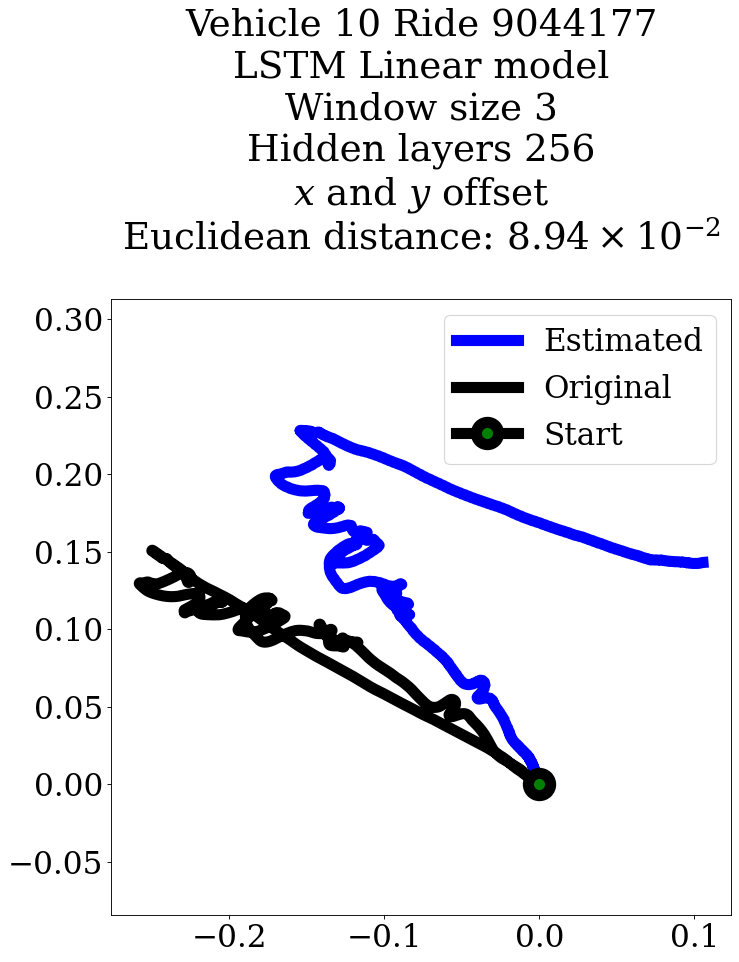 Vehicle 10 Ride 9044177
LSTM Linear model
Window size 3
Hidden layers 256
x and y offset
Euclidean distance: 8.94 × 10⁻²
0.30
0.25
0.20
0.15
0.10
0.05
0.00
−0.05
Estimated
Original
Start
−0.2
−0.1
0.0
0.1